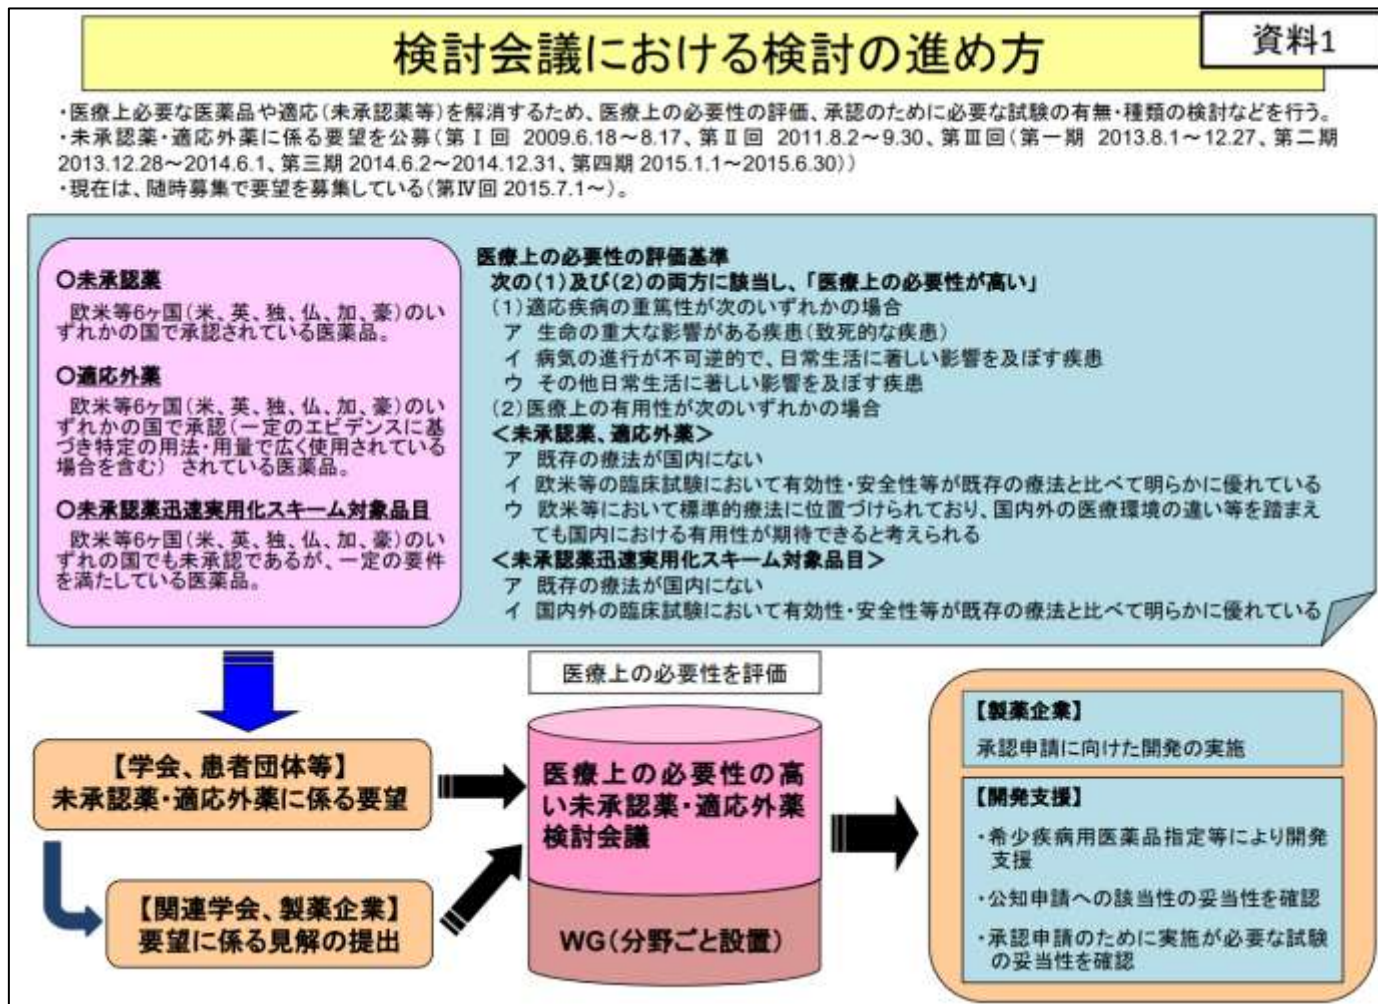 検討会議における検討の進め方
資料1
・医療上必要な医薬品や適応(未承認薬等)を解消するため、医療上の必要性の評価、承認のために必要な試験の有無・種類の検討などを行う。
・未承認薬・適応外薬に係る要望を公募(第Ⅰ回 2009.6.18～8.17、第Ⅱ回 2011.8.2～9.30、第Ⅲ回(第一期 2013.8.1～12.27、第二期
2013.12.28～2014.6.1、第三期 2014.6.2～2014.12.31、第四期 2015.1.1～2015.6.30))
・現在は、随時募集で要望を募集している(第Ⅳ回 2015.7.1～)。
○未承認薬
欧米等6ヶ国(米、英、独、仏、加、豪)のい
ずれかの国で承認されている医薬品。
○適応外薬
欧米等6ヶ国(米、英、独、仏、加、豪)のい
ずれかの国で承認(一定のエビデンスに基
づき特定の用法・用量で広く使用されている
場合を含む) されている医薬品。
○未承認薬迅速実用化スキーム対象品目
欧米等6ヶ国(米、英、独、仏、加、豪)のい
ずれの国でも未承認であるが、一定の要件
を満たしている医薬品。
医療上の必要性の評価基準
次の(1)及び(2)の両方に該当し、「医療上の必要性が高い」
(1)適応疾病の重篤性が次のいずれかの場合
ア 生命の重大な影響がある疾患(致死的な疾患)
イ 病気の進行が不可逆的で、日常生活に著しい影響を及ぼす疾患
ウ その他日常生活に著しい影響を及ぼす疾患
(2)医療上の有用性が次のいずれかの場合
＜未承認薬、適応外薬＞
ア 既存の療法が国内にない
イ 欧米等の臨床試験において有効性・安全性等が既存の療法と比べて明らかに優れている
ウ 欧米等において標準的療法に位置づけられており、国内外の医療環境の違い等を踏まえ
ても国内における有用性が期待できると考えられる
＜未承認薬迅速実用化スキーム対象品目＞
ア 既存の療法が国内にない
イ 国内外の臨床試験において有効性・安全性等が既存の療法と比べて明らかに優れている
【学会、患者団体等】
未承認薬・適応外薬に係る要望
【関連学会、製薬企業】
要望に係る見解の提出
医療上の必要性を評価
医療上の必要性の高
い未承認薬・適応外薬
検討会議
WG(分野ごと設置)
【製薬企業】
承認申請に向けた開発の実施
【開発支援】
・希少疾病用医薬品指定等により開発
支援
・公知申請への該当性の妥当性を確認
・承認申請のために実施が必要な試験
の妥当性を確認